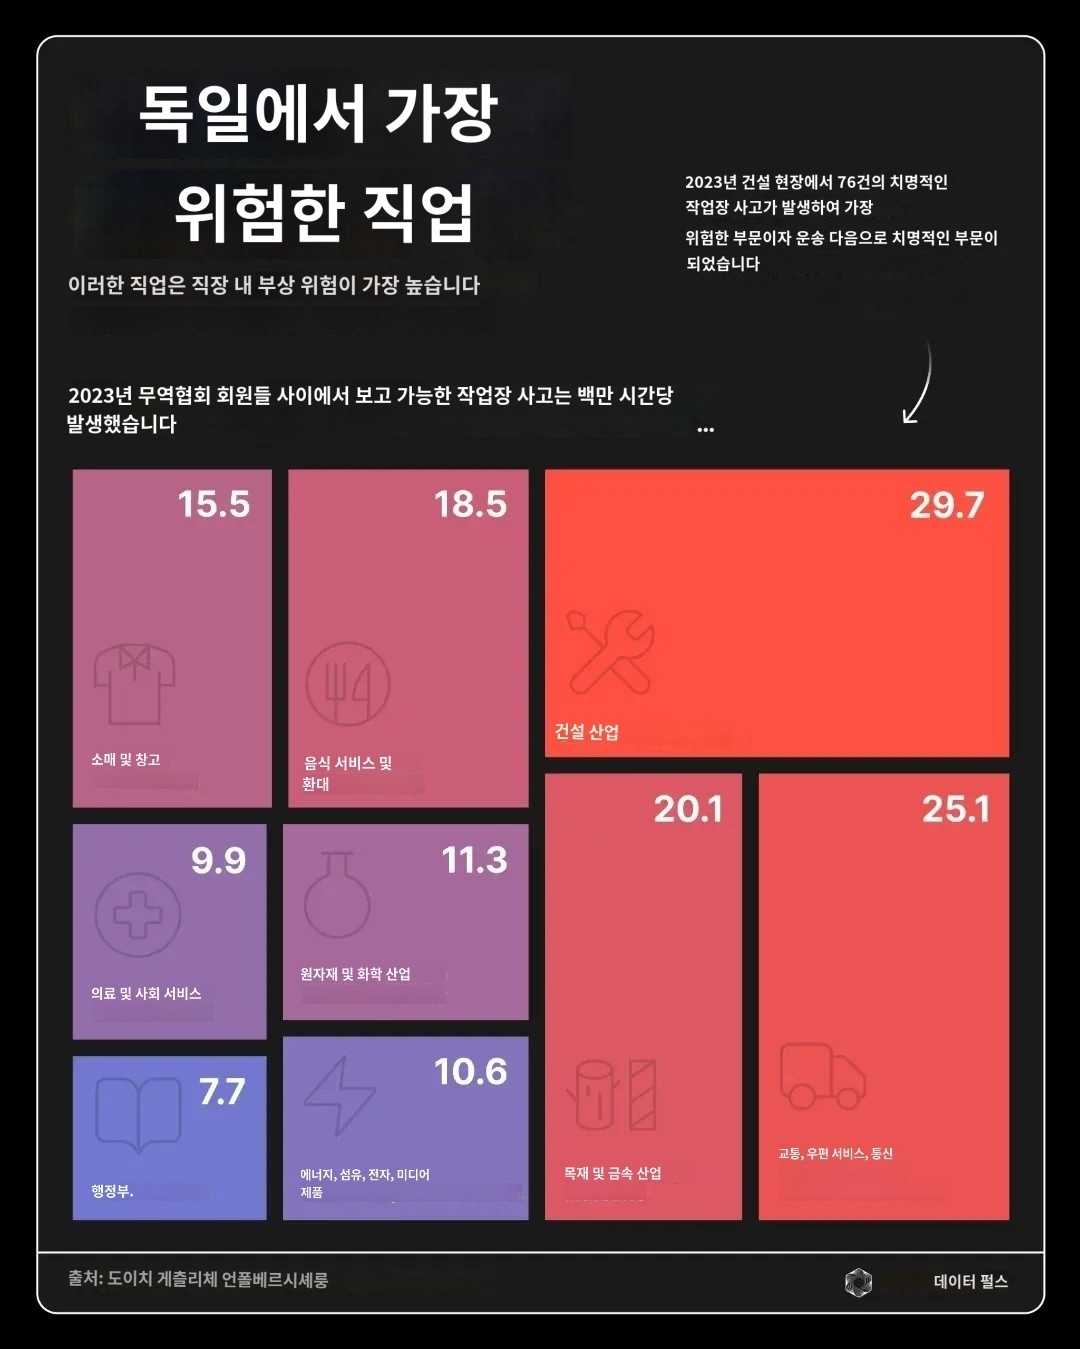 독일에서 가장
위험한 직업
이러한 직업은 직장 내 부상 위험이 가장 높습니다
2023년 건설 현장에서 76건의 치명적인
작업장 사고가 발생하여 가장
위험한 부문이자 운송 다음으로 치명적인 부문이
되었습니다
2023년 무역협회 회원들 사이에서 보고 가능한 작업장 사고는 백만 시간당
발생했습니다
...
15.5
소매 및 창고
18.5
음식 서비스 및
환대
29.7
건설 산업
9.9
의료 및 사회 서비스
11.3
원자재 및 화학 산업
20.1
목재 및 금속 산업
25.1
교통, 우편 서비스, 통신
7.7
행정부.
10.6
에너지, 섬유, 전자, 미디어
제품
출처: 도이치 게츨리체 언폴베르시셰룽
데이터 펄스